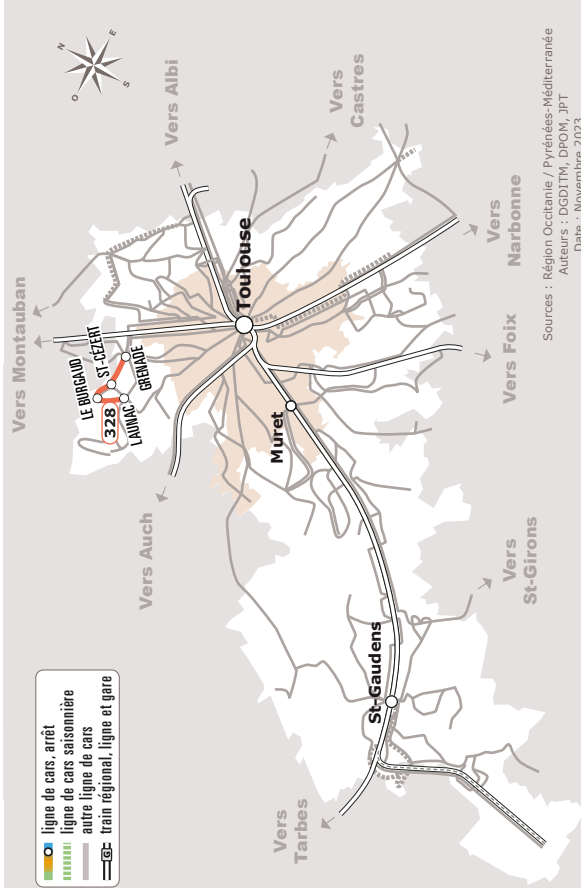 N
E
S
O
Vers Montauban
Vers Albi
Vers
Castres
LE BURGAUD
ST-CÉZERT
GRENADE
328
LAUNAC
Toulouse
Vers
Narbonne
Vers Auch
Muret
Vers Foix
Vers
St-Girons
St-Gaudens
Vers
Tarbes
ligne de cars, arrêt
ligne de cars saisonnière
autre ligne de cars
G train régional, ligne et gare
Sources : Région Occitanie / Pyrénées-Méditerranée
Auteurs : DGDITM, DPOM, JPT
Date : Novembre 2023